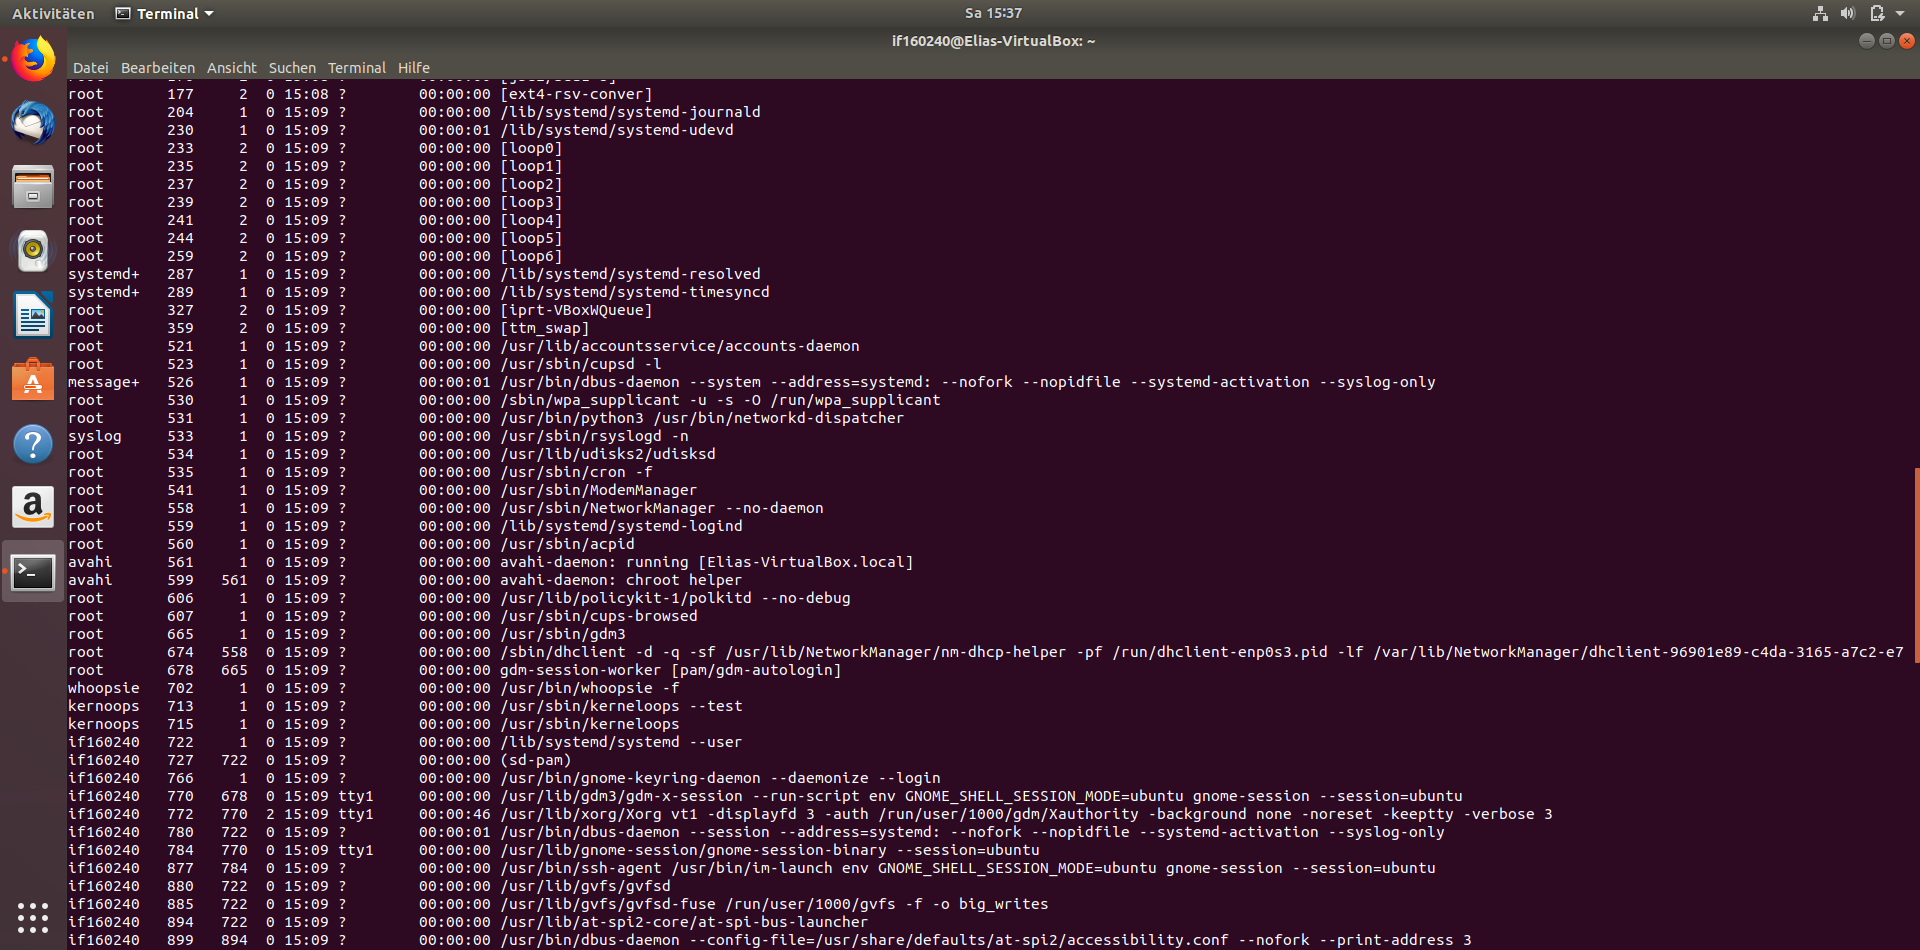 Aktivitäten Terminal Sa 15:37
if160240@Elias-VirtualBox: ~
Datei Bearbeiten Ansicht Suchen Terminal Hilfe
root 177 2 0 15:08 ? 00:00:00 [ext4-rsv-conver]
root 204 1 0 15:09 ? 00:00:00 /lib/systemd/systemd-journald
root 230 1 0 15:09 ? 00:00:01 /lib/systemd/systemd-udevd
root 233 2 0 15:09 ? 00:00:00 [loop0]
root 235 2 0 15:09 ? 00:00:00 [loop1]
root 237 2 0 15:09 ? 00:00:00 [loop2]
root 239 2 0 15:09 ? 00:00:00 [loop3]
root 241 2 0 15:09 ? 00:00:00 [loop4]
root 244 2 0 15:09 ? 00:00:00 [loop5]
root 259 2 0 15:09 ? 00:00:00 [loop6]
systemd+ 287 1 0 15:09 ? 00:00:00 /lib/systemd/systemd-resolved
systemd+ 289 1 0 15:09 ? 00:00:00 /lib/systemd/systemd-timesyncd
root 327 2 0 15:09 ? 00:00:00 [iprt-VBoxWQueue]
root 359 2 0 15:09 ? 00:00:00 [ttm_swap]
root 521 1 0 15:09 ? 00:00:00 /usr/lib/accountsservice/accounts-daemon
root 523 1 0 15:09 ? 00:00:00 /usr/sbin/cupsd -l
message+ 526 1 0 15:09 ? 00:00:01 /usr/bin/dbus-daemon --system --address=systemd: --nofork --nopidfile --systemd-activation --syslog-only
root 530 1 0 15:09 ? 00:00:00 /sbin/wpa_supplicant -u -s -O /run/wpa_supplicant
root 531 1 0 15:09 ? 00:00:00 /usr/bin/python3 /usr/bin/networkd-dispatcher
syslog 533 1 0 15:09 ? 00:00:00 /usr/sbin/rsyslogd -n
root 534 1 0 15:09 ? 00:00:00 /usr/lib/udisks2/udisksd
root 535 1 0 15:09 ? 00:00:00 /usr/sbin/cron -f
root 541 1 0 15:09 ? 00:00:00 /usr/sbin/ModemManager
root 558 1 0 15:09 ? 00:00:00 /usr/sbin/NetworkManager --no-daemon
root 559 1 0 15:09 ? 00:00:00 /lib/systemd/systemd-logind
root 560 1 0 15:09 ? 00:00:00 /usr/sbin/acpid
avahi 561 1 0 15:09 ? 00:00:00 avahi-daemon: running [Elias-VirtualBox.local]
avahi 599 561 0 15:09 ? 00:00:00 avahi-daemon: chroot helper
root 606 1 0 15:09 ? 00:00:00 /usr/lib/policykit-1/polkitd --no-debug
root 607 1 0 15:09 ? 00:00:00 /usr/sbin/cups-browsed
root 665 1 0 15:09 ? 00:00:00 /usr/sbin/gdm3
root 674 558 0 15:09 ? 00:00:00 /sbin/dhclient -d -q -sf /usr/lib/NetworkManager/nm-dhcp-helper -pf /run/dhclient-enp0s3.pid -lf /var/lib/NetworkManager/dhclient-96901e89-c4da-3165-a7c2-e7
root 678 665 0 15:09 ? 00:00:00 gdm-session-worker [pam/gdm-autologin]
whoopsie 702 1 0 15:09 ? 00:00:00 /usr/bin/whoopsie -f
kernoops 713 1 0 15:09 ? 00:00:00 /usr/sbin/kerneloops --test
kernoops 715 1 0 15:09 ? 00:00:00 /usr/sbin/kerneloops
if160240 722 1 0 15:09 ? 00:00:00 /lib/systemd/systemd --user
if160240 727 722 0 15:09 ? 00:00:00 (sd-pam)
if160240 766 1 0 15:09 ? 00:00:00 /usr/bin/gnome-keyring-daemon --daemonize --login
if160240 770 678 0 15:09 tty1 00:00:00 /usr/lib/gdm3/gdm-x-session --run-script env GNOME_SHELL_SESSION_MODE=ubuntu gnome-session --session=ubuntu
if160240 772 770 2 15:09 tty1 00:00:46 /usr/lib/xorg/Xorg vt1 -displayfd 3 -auth /run/user/1000/gdm/Xauthority -background none -noreset -keeptty -verbose 3
if160240 780 722 0 15:09 ? 00:00:01 /usr/bin/dbus-daemon --session --address=systemd: --nofork --nopidfile --systemd-activation --syslog-only
if160240 784 770 0 15:09 tty1 00:00:00 /usr/lib/gnome-session/gnome-session-binary --session=ubuntu
if160240 877 784 0 15:09 ? 00:00:00 /usr/bin/ssh-agent /usr/bin/im-launch env GNOME_SHELL_SESSION_MODE=ubuntu gnome-session --session=ubuntu
if160240 880 722 0 15:09 ? 00:00:00 /usr/lib/gvfs/gvfsd
if160240 885 722 0 15:09 ? 00:00:00 /usr/lib/gvfs/gvfsd-fuse /run/user/1000/gvfs -f -o big_writes
if160240 894 722 0 15:09 ? 00:00:00 /usr/lib/at-spi2-core/at-spi-bus-launcher
if160240 899 894 0 15:09 ? 00:00:00 /usr/bin/dbus-daemon --config-file=/usr/share/defaults/at-spi2/accessibility.conf --nofork --print-address 3